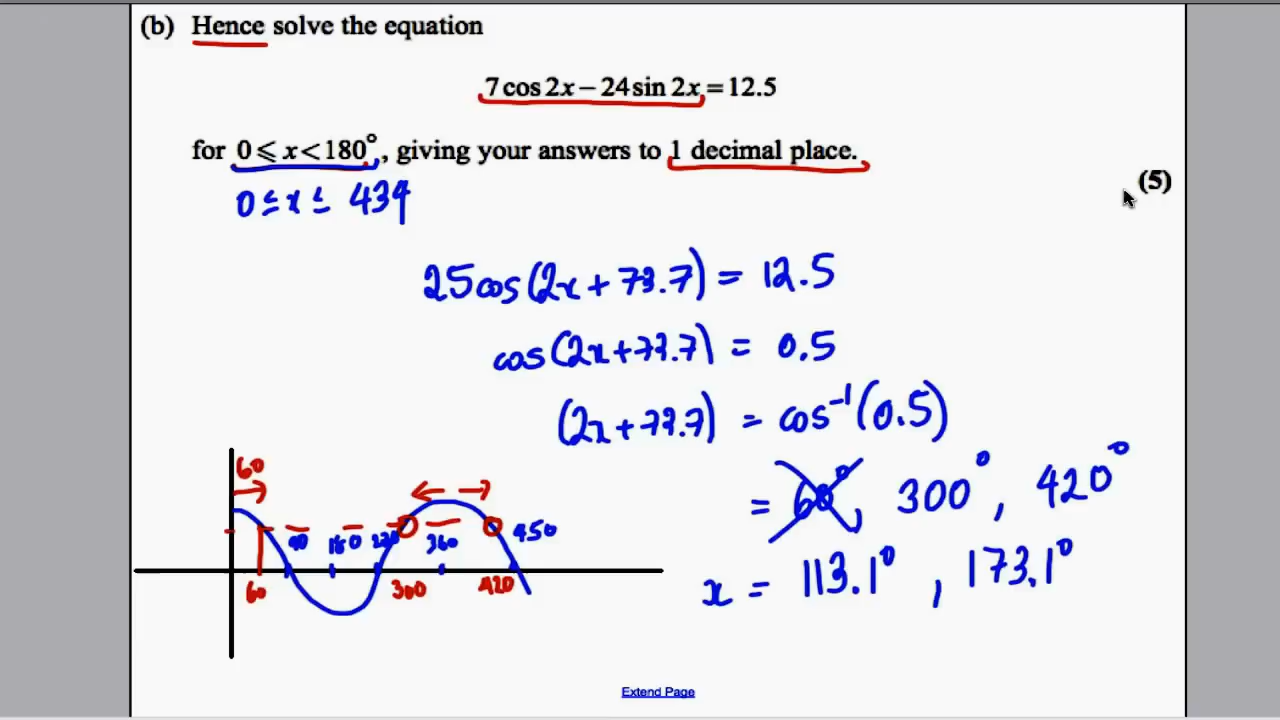 (b) Hence solve the equation
7 cos 2x – 24 sin 2x = 12.5
for 0 ⩽ x < 180°, giving your answers to 1 decimal place.
(5)
0 ≤ x ≤ 434
25cos(2x + 73.7) = 12.5
cos(2x+73.7) = 0.5
(2x+73.7) = cos⁻¹(0.5)
= 60°, 300°, 420°
x = 113.1°, 173.1°
60
90 180 270 360 450
60 300 420
Extend Page